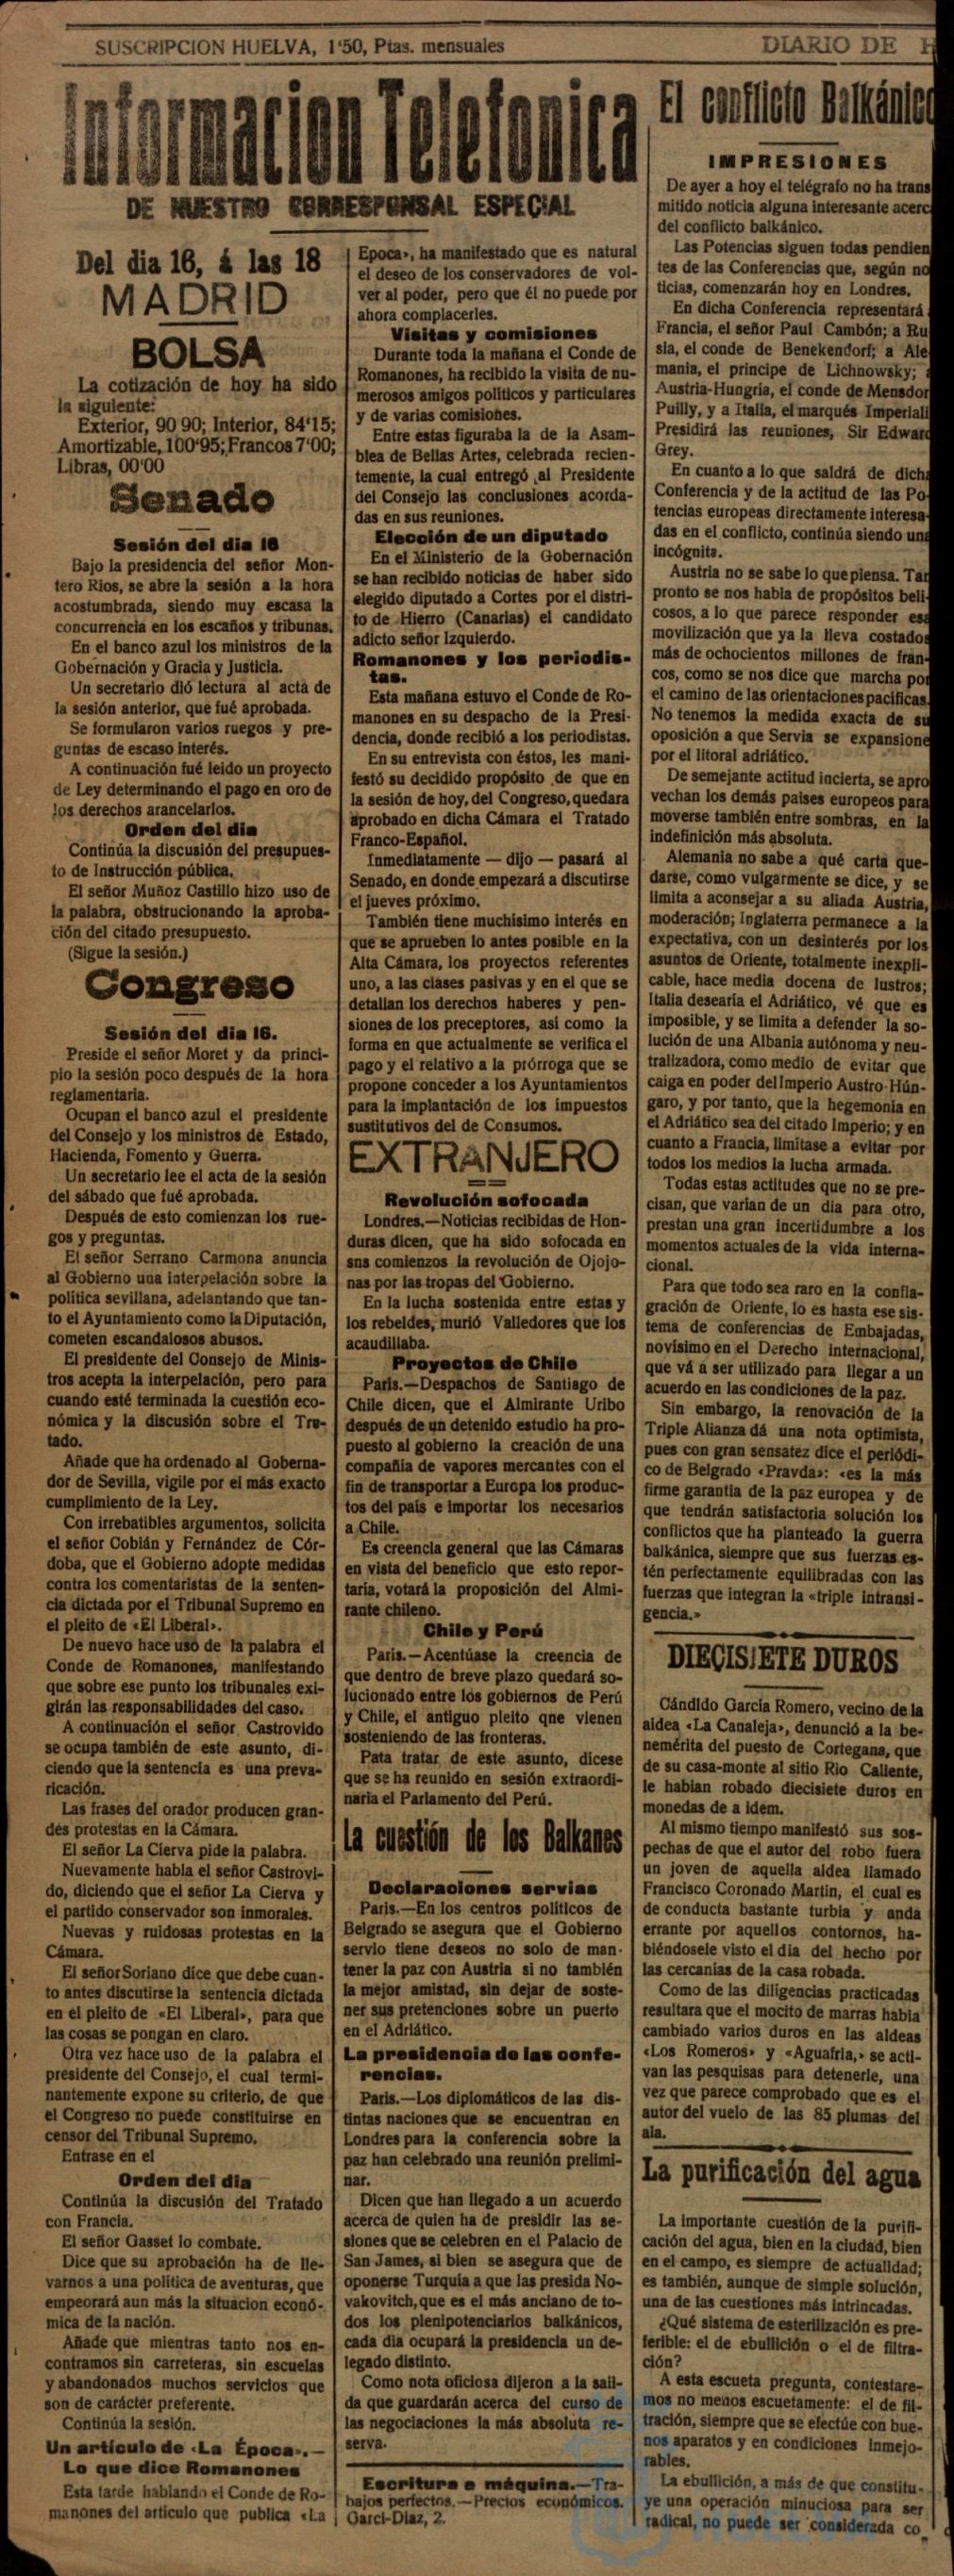 SUSCRIPCION HUELVA, 1'50, Ptas. mensuales
DIARIO DE H
Informacion Telefonica
DE NUESTRO CORRESPONSAL ESPECIAL
Del dia 16, á las 18
MADRID
BOLSA
La cotización de hoy ha sido
la siguiente:
Exterior, 90 90; Interior, 84'15;
Amortizable, 100'95; Francos 7'00;
Libras, 00'00
Senado
Sesión del dia 16
Bajo la presidencia del señor Mon-
tero Rios, se abre la sesión a la hora
acostumbrada, siendo muy escasa la
concurrencia en los escaños y tribunas.
En el banco azul los ministros de la
Gobernación y Gracia y Justicia.
Un secretario dió lectura al acta de
la sesión anterior, que fué aprobada.
Se formularon varios ruegos y pre-
guntas de escaso interés.
A continuación fué leido un proyecto
de Ley determinando el pago en oro de
los derechos arancelarios.
Orden del dia
Continúa la discusión del presupues-
to de Instrucción pública.
El señor Muñoz Castillo hizo uso de
la palabra, obstrucionando la aproba-
ción del citado presupuesto.
(Sigue la sesión.)
Congreso
Sesión del dia 16.
Preside el señor Moret y da princi-
pio la sesión poco después de la hora
reglamentaria.
Ocupan el banco azul el presidente
del Consejo y los ministros de Estado,
Hacienda, Fomento y Guerra.
Un secretario lee el acta de la sesión
del sábado que fué aprobada.
Después de esto comienzan los rue-
gos y preguntas.
El señor Serrano Carmona anuncia
al Gobierno una interpelación sobre la
política sevillana, adelantando que tan-
to el Ayuntamiento como la Diputación,
cometen escandalosos abusos.
El presidente del Consejo de Minis-
tros acepta la interpelación, pero para
cuando esté terminada la cuestión eco-
nómica y la discusión sobre el Tra-
tado.
Añade que ha ordenado al Goberna-
dor de Sevilla, vigile por el más exacto
cumplimiento de la Ley.
Con irrebatibles argumentos, solicita
el señor Cobián y Fernández de Cór-
doba, que el Gobierno adopte medidas
contra los comentaristas de la senten-
cia dictada por el Tribunal Supremo en
el pleito de «El Liberal».
De nuevo hace uso de la palabra el
Conde de Romanones, manifestando
que sobre ese punto los tribunales exi-
girán las responsabilidades del caso.
A continuación el señor Castrovido
se ocupa también de este asunto, di-
ciendo que la sentencia es una preva-
ricación.
Las frases del orador producen gran-
des protestas en la Cámara.
El señor La Cierva pide la palabra.
Nuevamente habla el señor Castrovi-
do, diciendo que el señor La Cierva y
el partido conservador son inmorales.
Nuevas y ruidosas protestas en la
Cámara.
El señor Soriano dice que debe cuan-
to antes discutirse la sentencia dictada
en el pleito de «El Liberal», para que
las cosas se pongan en claro.
Otra vez hace uso de la palabra el
presidente del Consejo, el cual termi-
nantemente expone su criterio, de que
el Congreso no puede constituirse en
censor del Tribunal Supremo.
Entrase en el
Orden del dia
Continúa la discusión del Tratado
con Francia.
El señor Gasset lo combate.
Dice que su aprobación ha de lle-
varnos a una política de aventuras, que
empeorará aun más la situacion econó-
mica de la nación.
Añade que mientras tanto nos en-
contramos sin carreteras, sin escuelas
y abandonados muchos servicios que
son de carácter preferente.
Continúa la sesión.
Un artículo de «La Época».—
Lo que dice Romanones
Esta tarde hablando el Conde de Ro-
manones del articulo que publica «La
Epoca», ha manifestado que es natural
el deseo de los conservadores de vol-
ver al poder, pero que él no puede por
ahora complacerles.
Visitas y comisiones
Durante toda la mañana el Conde de
Romanones, ha recibido la visita de nu-
merosos amigos políticos y particulares
y de varias comisiones.
Entre estas figuraba la de la Asam-
blea de Bellas Artes, celebrada recien-
temente, la cual entregó al Presidente
del Consejo las conclusiones acorda-
das en sus reuniones.
Elección de un diputado
En el Ministerio de la Gobernación
se han recibido noticias de haber sido
elegido diputado a Cortes por el distri-
to de Hierro (Canarias) el candidato
adicto señor Izquierdo.
Romanones y los periodis-
tas.
Esta mañana estuvo el Conde de Ro-
manones en su despacho de la Presi-
dencia, donde recibió a los periodistas.
En su entrevista con éstos, les mani-
festó su decidido propósito de que en
la sesión de hoy, del Congreso, quedara
aprobado en dicha Cámara el Tratado
Franco-Español.
Inmediatamente — dijo — pasará al
Senado, en donde empezará a discutirse
el jueves próximo.
También tiene muchisimo interés en
que se aprueben lo antes posible en la
Alta Cámara, los proyectos referentes
uno, a las clases pasivas y en el que se
detallan los derechos haberes y pen-
siones de los preceptores, así como la
forma en que actualmente se verifica el
pago y el relativo a la prórroga que se
propone conceder a los Ayuntamientos
para la implantación de los impuestos
sustitutivos del de Consumos.
EXTRANJERO
Revolución sofocada
Londres.—Noticias recibidas de Hon-
duras dicen, que ha sido sofocada en
sns comienzos la revolución de Ojojo-
nas por las tropas del Gobierno.
En la lucha sostenida entre estas y
los rebeldes, murió Valledores que los
acaudillaba.
Proyectos de Chile
Paris.—Despachos de Santiago de
Chile dicen, que el Almirante Uribo
después de un detenido estudio ha pro-
puesto al gobierno la creación de una
compañia de vapores mercantes con el
fin de transportar a Europa los produc-
tos del país e importar los necesarios
a Chile.
Es creencia general que las Cámaras
en vista del beneficio que esto repor-
taría, votará la proposición del Almi-
rante chileno.
Chile y Perú
Paris.—Acentúase la creencia de
que dentro de breve plazo quedará so-
lucionado entre los gobiernos de Perú
y Chile, el antiguo pleito qne vienen
sosteniendo de las fronteras.
Pata tratar de este asunto, dicese
que se ha reunido en sesión extraordi-
naria el Parlamento del Perú.
La cuestión de los Balkanes
Declaraciones servias
Paris.—En los centros políticos de
Belgrado se asegura que el Gobierno
servio tiene deseos no solo de man-
tener la paz con Austria si no también
la mejor amistad, sin dejar de soste-
ner sus pretenciones sobre un puerto
en el Adriático.
La presidencia de las confe-
rencias.
Paris.—Los diplomáticos de las dis-
tintas naciones que se encuentran en
Londres para la conferencia sobre la
paz han celebrado una reunión prelimi-
nar.
Dicen que han llegado a un acuerdo
acerca de quien ha de presidir las se-
siones que se celebren en el Palacio de
San James, si bien se asegura que de
oponerse Turquía a que las presida No-
vakovitch, que es el más anciano de to-
dos los plenipotenciarios balkánicos,
cada dia ocupará la presidencia un de-
legado distinto.
Como nota oficiosa dijeron a la sali-
da que guardarán acerca del curso de
las negociaciones la más absoluta re-
serva.
Escritura a máquina.—Tra-
bajos perfectos.—Precios económicos.
Garci-Diaz, 2.
El conflicto Balkánico
IMPRESIONES
De ayer a hoy el telégrafo no ha trans
mitido noticia alguna interesante acerc
del conflicto balkánico.
Las Potencias siguen todas pendien
tes de las Conferencias que, según no
ticias, comenzarán hoy en Londres.
En dicha Conferencia representará
Francia, el señor Paul Cambón; a Ru
sia, el conde de Benekendorf; a Ale
mania, el principe de Lichnowsky;
Austria-Hungria, el conde de Mensdor
Puilly, y a Italia, el marqués Imperiali
Presidirá las reuniones, Sir Edward
Grey.
En cuanto a lo que saldrá de dicha
Conferencia y de la actitud de las Po-
tencias europeas directamente interesa-
das en el conflicto, continúa siendo una
incógnita.
Austria no se sabe lo que piensa. Tan
pronto se nos habla de propósitos beli-
cosos, a lo que parece responder esa
movilización que ya la lleva costados
más de ochocientos millones de fran-
cos, como se nos dice que marcha por
el camino de las orientaciones pacificas.
No tenemos la medida exacta de su
oposición a que Servia se expansione
por el litoral adriático.
De semejante actitud incierta, se apro
vechan los demás paises europeos para
moverse también entre sombras, en la
indefinición más absoluta.
Alemania no sabe a qué carta que-
darse, como vulgarmente se dice, y se
limita a aconsejar a su aliada Austria,
moderación; Inglaterra permanece a la
expectativa, con un desinterés por los
asuntos de Oriente, totalmente inexpli-
cable, hace media docena de lustros;
Italia desearia el Adriático, vé que es
imposible, y se limita a defender la so-
lución de una Albania autónoma y neu-
tralizadora, como medio de evitar que
caiga en poder del Imperio Austro-Hún-
garo, y por tanto, que la hegemonia en
el Adriático sea del citado Imperio; y en
cuanto a Francia, limitase a evitar por
todos los medios la lucha armada.
Todas estas actitudes que no se pre-
cisan, que varian de un dia para otro,
prestan una gran incertidumbre a los
momentos actuales de la vida interna-
cional.
Para que todo sea raro en la confla-
gración de Oriente, lo es hasta ese sis-
tema de conferencias de Embajadas,
novísimo en el Derecho internacional,
que vá a ser utilizado para llegar a un
acuerdo en las condiciones de la paz.
Sin embargo, la renovación de la
Triple Alianza dá una nota optimista,
pues con gran sensatez dice el periódi-
co de Belgrado «Pravda»: «es la más
firme garantia de la paz europea y de
que tendrán satisfactoria solución los
conflictos que ha planteado la guerra
balkánica, siempre que sus fuerzas es-
tén perfectamente equilibradas con las
fuerzas que integran la «triple intransi-
gencia.»
DIECISIETE DUROS
Cándido García Romero, vecino de la
aidea «La Canaleja», denunció a la be-
nemérita del puesto de Cortegana, que
de su casa-monte al sitio Rio Caliente,
le habian robado diecisiete duros en
monedas de a idem.
Al mismo tiempo manifestó sus sos-
pechas de que el autor del robo fuera
un joven de aquella aldea llamado
Francisco Coronado Martin, el cual es
de conducta bastante turbia y anda
errante por aquellos contornos, ha-
biéndosele visto el dia del hecho por
las cercanias de la casa robada.
Como de las diligencias practicadas
resultara que el mocito de marras habia
cambiado varios duros en las aldeas
«Los Romeros» y «Aguafria,» se acti-
van las pesquisas para detenerle, una
vez que parece comprobado que es el
autor del vuelo de las 85 plumas del
ala.
La purificación del agua
La importante cuestión de la purifi-
cación del agua, bien en la ciudad, bien
en el campo, es siempre de actualidad;
es también, aunque de simple solución,
una de las cuestiones más intrincadas.
¿Qué sistema de esterilización es pre-
ferible: el de ebullición o el de filtra-
ción?
A esta escueta pregunta, contestare-
mos no menos escuetamente: el de fil-
tración, siempre que se efectúe con bue-
nos aparatos y en condiciones inmejo-
rables.
La ebullición, a más de que constitu-
ye una operación minuciosa para ser
radical, no puede ser considerada co